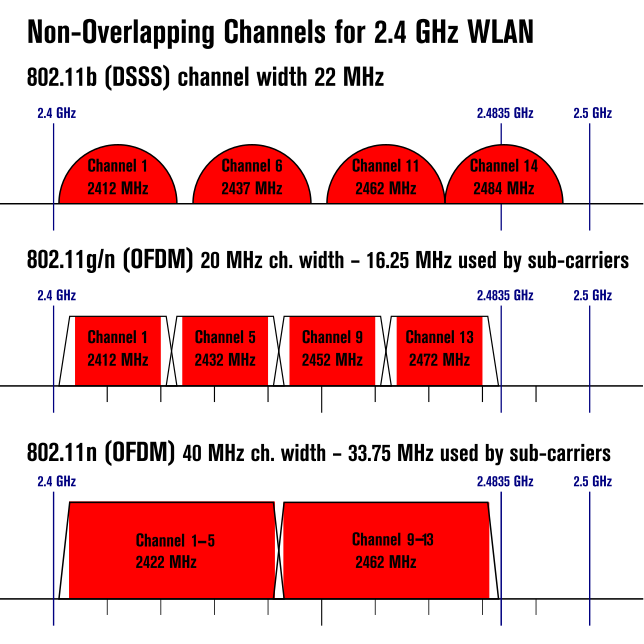 Non-Overlapping Channels for 2.4 GHz WLAN
802.11b (DSSS) channel width 22 MHz
2.4 GHz 2.4835 GHz 2.5 GHz
Channel 1 Channel 6 Channel 11 Channel 14
2412 MHz 2437 MHz 2462 MHz 2484 MHz
802.11g/n (OFDM) 20 MHz ch. width – 16.25 MHz used by sub-carriers
2.4 GHz 2.4835 GHz 2.5 GHz
Channel 1 Channel 5 Channel 9 Channel 13
2412 MHz 2432 MHz 2452 MHz 2472 MHz
802.11n (OFDM) 40 MHz ch. width – 33.75 MHz used by sub-carriers
2.4 GHz 2.4835 GHz 2.5 GHz
Channel 1–5 Channel 9–13
2422 MHz 2462 MHz